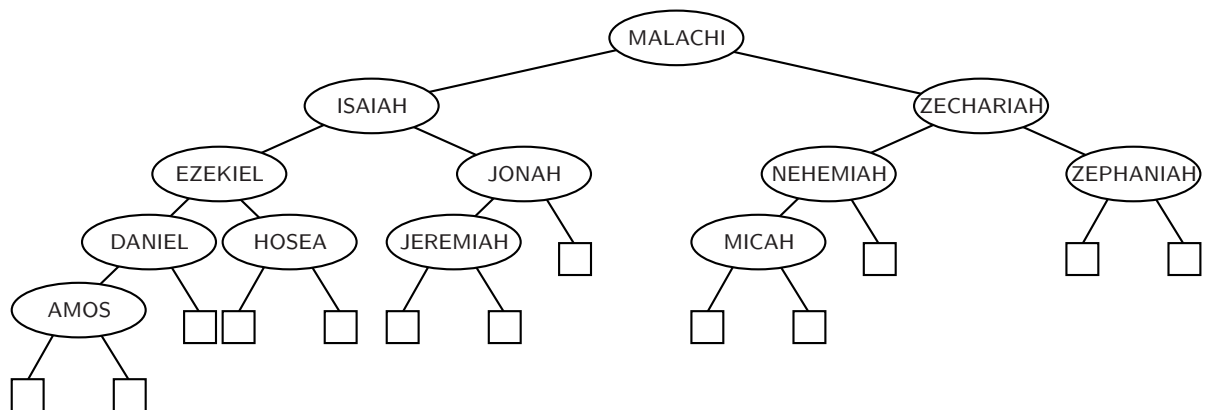 MALACHI
ISAIAH
ZECHARIAH
EZEKIEL
JONAH
NEHEMIAH
ZEPHANIAH
DANIEL
HOSEA
JEREMIAH
MICAH
AMOS